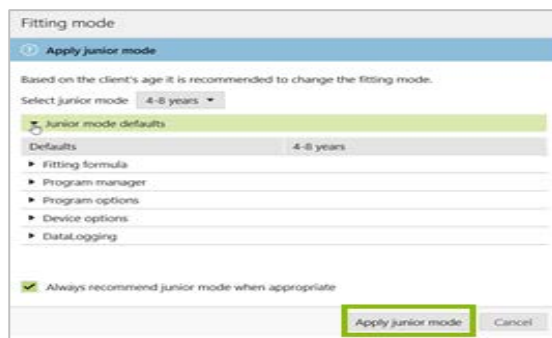 Fitting mode
Apply junior mode
Based on the client's age it is recommended to change the fitting mode.
Select junior mode 4-8 years
Junior mode defaults
Defaults 4-8 years
Fitting formula
Program manager
Program options
Device options
DataLogging
Always recommend junior mode when appropriate
Apply junior mode Cancel